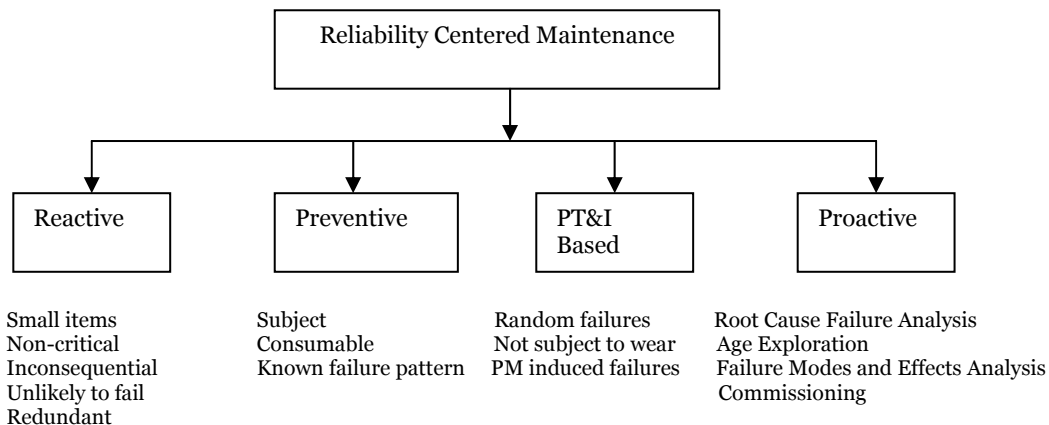 Reliability Centered Maintenance
Reactive
Preventive
PT&I
Based
Proactive
Small items
Non-critical
Inconsequential
Unlikely to fail
Redundant
Subject
Consumable
Known failure pattern
Random failures
Not subject to wear
PM induced failures
Root Cause Failure Analysis
Age Exploration
Failure Modes and Effects Analysis
Commissioning